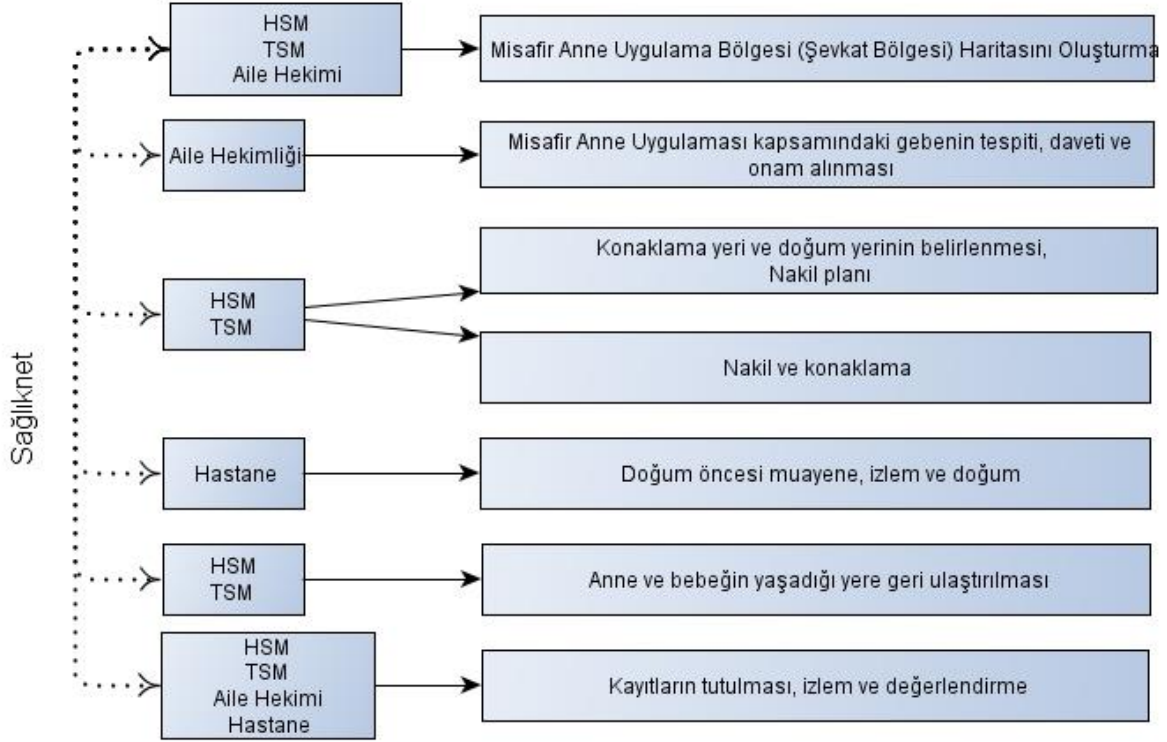 HSM
TSM
Aile Hekimi
Misafir Anne Uygulama Bölgesi (Şevkat Bölgesi) Haritasını Oluşturma
Aile Hekimliği
Misafir Anne Uygulaması kapsamındaki gebenin tespiti, daveti ve
onam alınması
HSM
TSM
Konaklama yeri ve doğum yerinin belirlenmesi,
Nakil planı
Nakil ve konaklama
Sağlıknet
Hastane
Doğum öncesi muayene, izlem ve doğum
HSM
TSM
Anne ve bebeğin yaşadığı yere geri ulaştırılması
HSM
TSM
Aile Hekimi
Hastane
Kayıtların tutulması, izlem ve değerlendirme